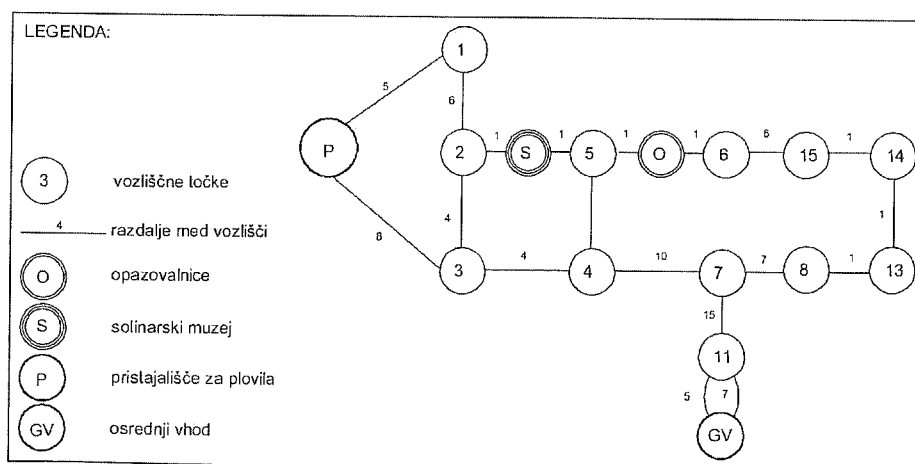 LEGENDA:
1
5
6
P
2
1
S
1
5
1
O
1
6
6
15
1
14
3
vozliščne točke
4
1
4
razdalje med vozlišči
8
3
4
4
10
7
7
8
1
13
O
opazovalnice
15
S
solinarski muzej
11
P
pristajališče za plovila
5
7
GV
osrednji vhod
GV